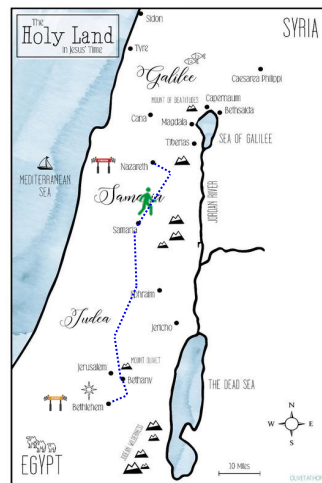 The
Holy Land
in Jesus' Time
Sidon
SYRIA
Tyre
Galilee
Caesarea Philippi
MOUNT OF BEATITUDES
Capernaum
Bethsaida
Cana
Magdala
SEA OF GALILEE
Tiberias
Nazareth
MEDITERRANEAN
SEA
JORDAN RIVER
Samaria
Samaria
Ephraim
Judea
Jericho
MOUNT OLIVET
Jerusalem
Bethany
THE DEAD SEA
Bethlehem
JUDEAN WILDERNESS
N
W
E
S
EGYPT
10 Miles